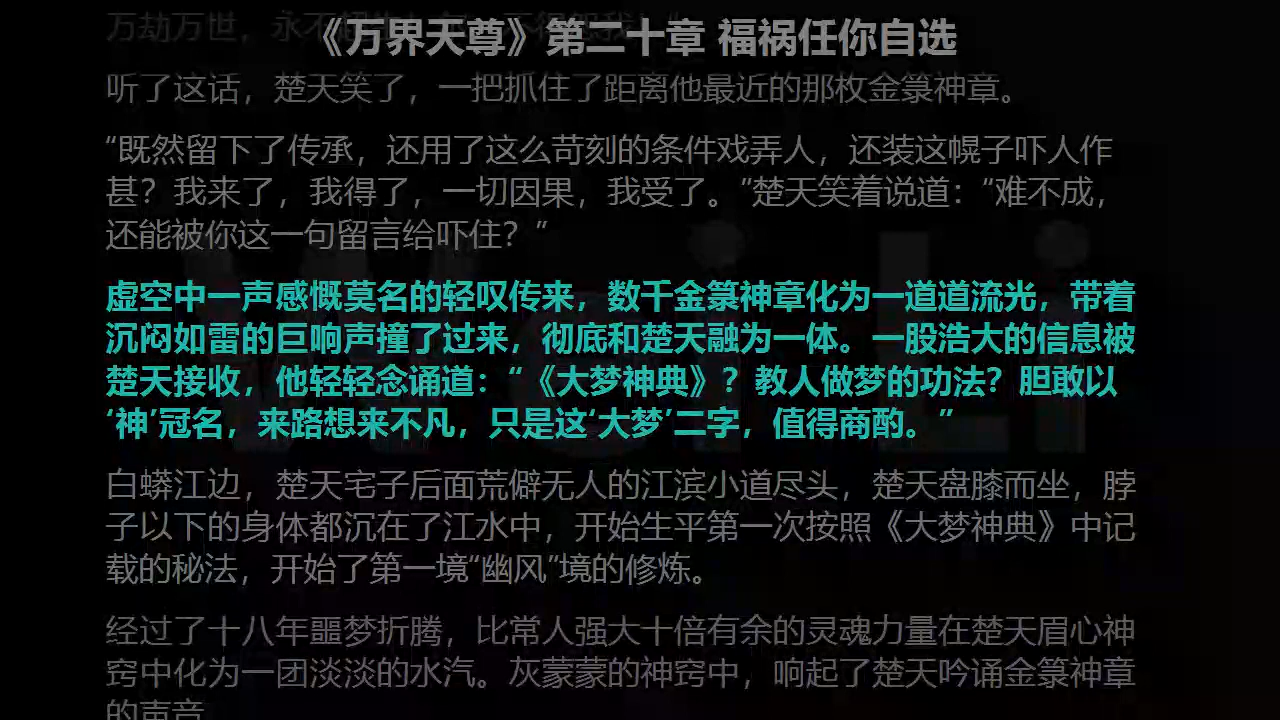 《万界天尊》第二十章 福祸任你自选
万劫万世，永不超生
听了这话，楚天笑了，一把抓住了距离他最近的那枚金箓神章。
“既然留下了传承，还用了这么苛刻的条件戏弄人，还装这幌子吓人作
甚？我来了，我得了，一切因果，我受了。”楚天笑着说道：“难不成，
还能被你这一句留言给吓住？”
虚空中一声感慨莫名的轻叹传来，数千金箓神章化为一道道流光，带着
沉闷如雷的巨响声撞了过来，彻底和楚天融为一体。一股浩大的信息被
楚天接收，他轻轻念诵道：“《大梦神典》？教人做梦的功法？胆敢以
‘神’冠名，来路想来不凡，只是这‘大梦’二字，值得商酌。”
白蟒江边，楚天宅子后面荒僻无人的江滨小道尽头，楚天盘膝而坐，脖
子以下的身体都沉在了江水中，开始生平第一次按照《大梦神典》中记
载的秘法，开始了第一境“幽风”境的修炼。
经过了十八年噩梦折腾，比常人强大十倍有余的灵魂力量在楚天眉心神
窍中化为一团淡淡的水汽。灰蒙蒙的神窍中，响起了楚天吟诵金箓神章
的声音